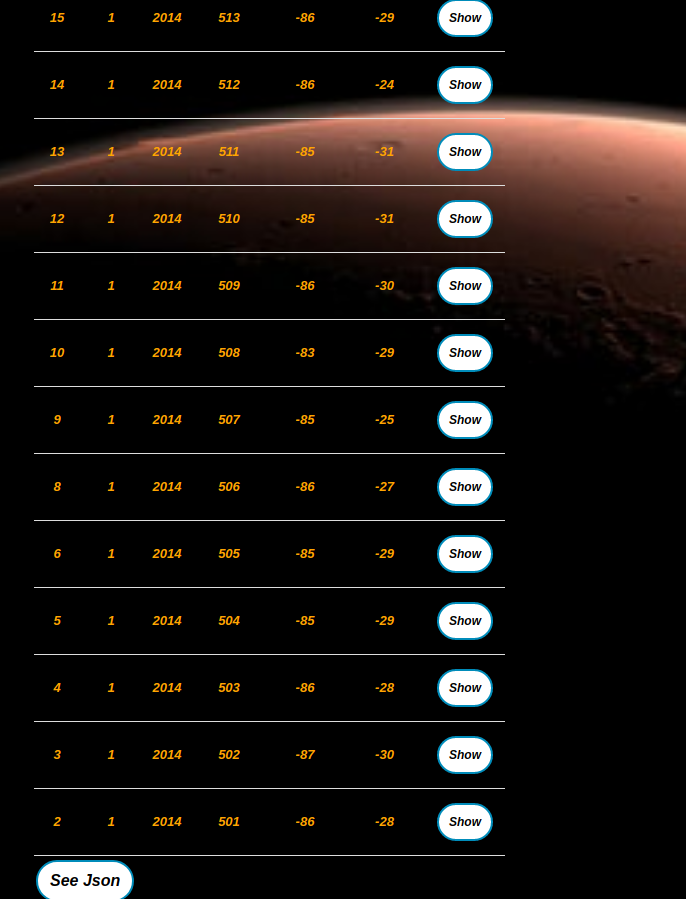 15 1 2014 513 -86 -29 Show
14 1 2014 512 -86 -24 Show
13 1 2014 511 -85 -31 Show
12 1 2014 510 -85 -31 Show
11 1 2014 509 -86 -30 Show
10 1 2014 508 -83 -29 Show
9 1 2014 507 -85 -25 Show
8 1 2014 506 -86 -27 Show
6 1 2014 505 -85 -29 Show
5 1 2014 504 -85 -29 Show
4 1 2014 503 -86 -28 Show
3 1 2014 502 -87 -30 Show
2 1 2014 501 -86 -28 Show
See Json